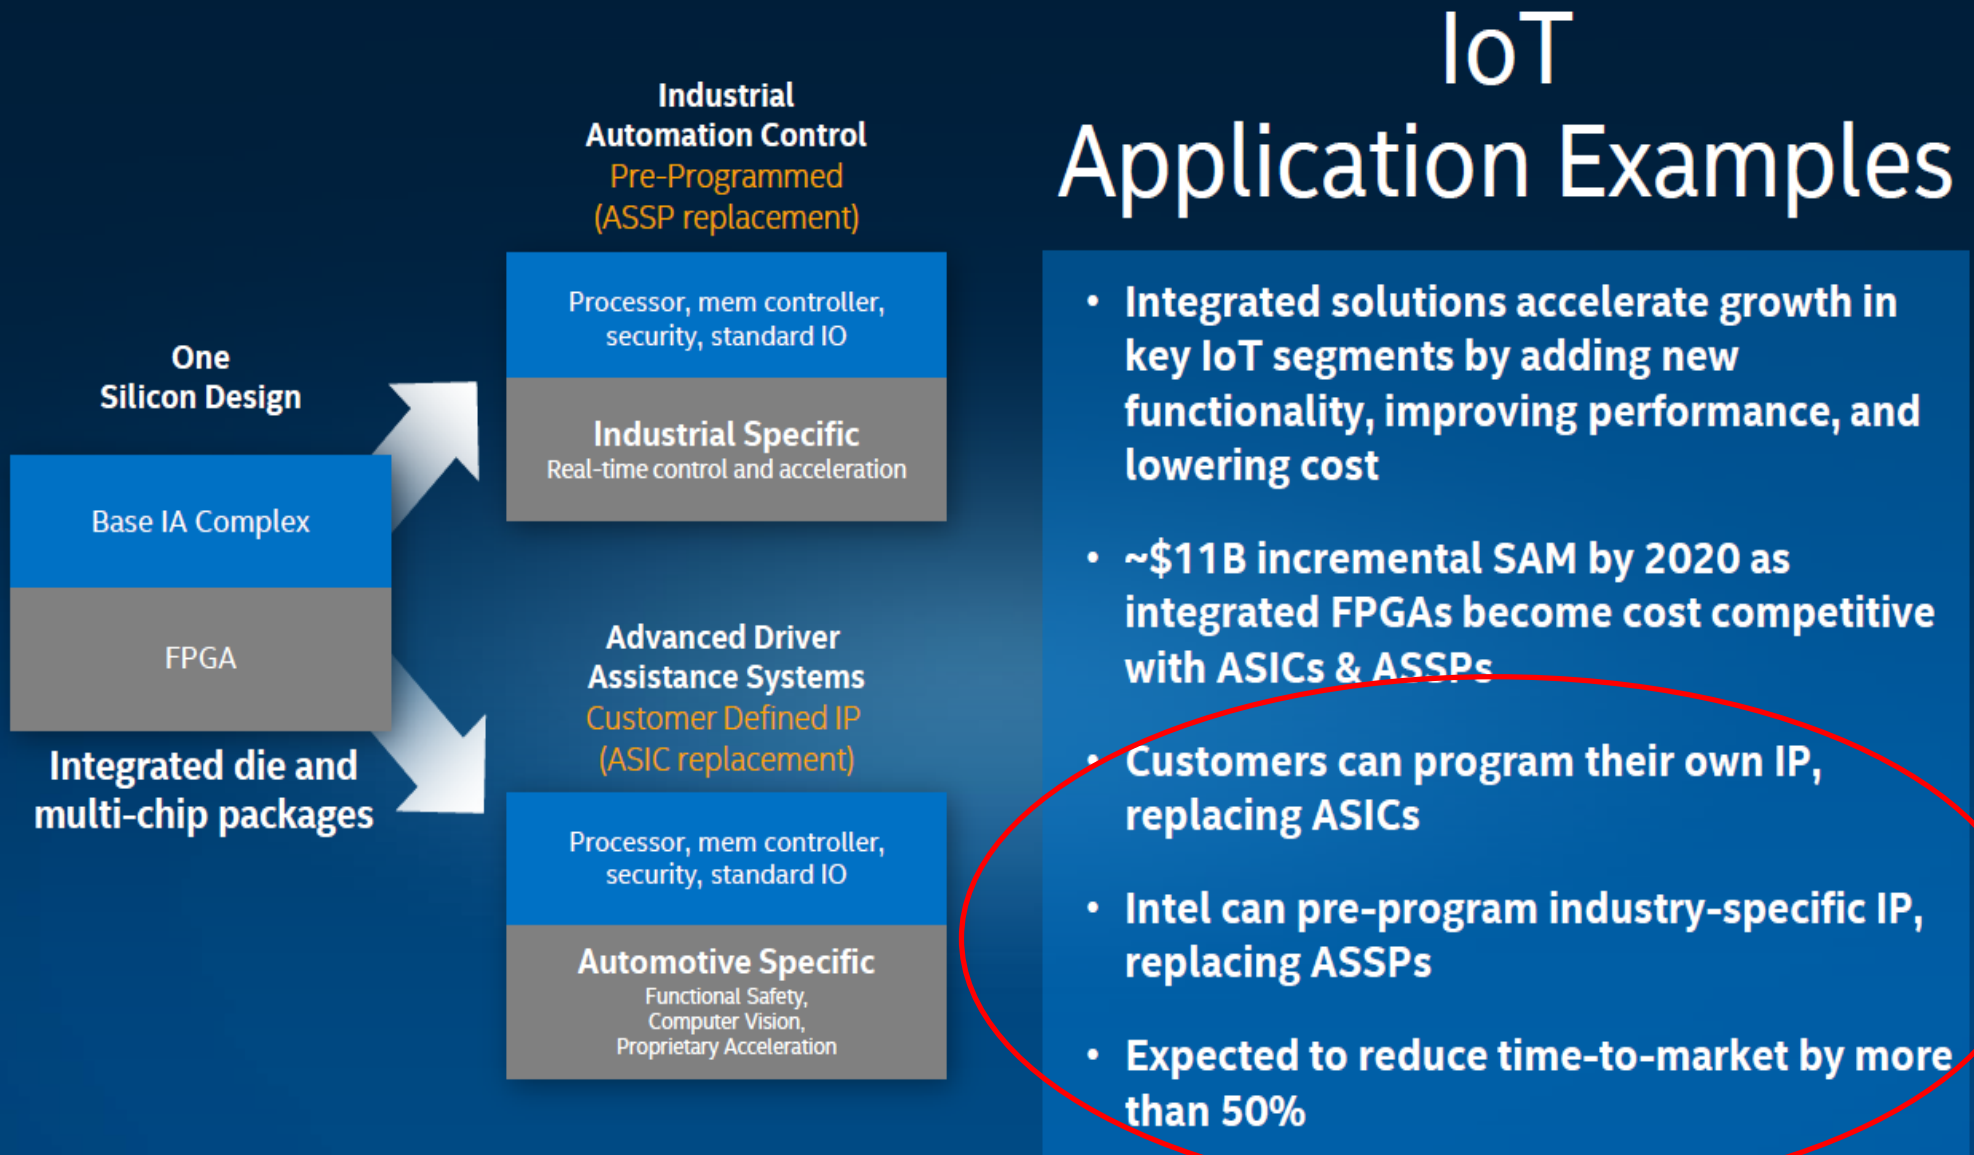 IoT
Application Examples
Industrial
Automation Control
Pre-Programmed
(ASSP replacement)
Processor, mem controller,
security, standard IO
Industrial Specific
Real-time control and acceleration
One
Silicon Design
Base IA Complex
FPGA
Integrated die and
multi-chip packages
Advanced Driver
Assistance Systems
Customer Defined IP
(ASIC replacement)
Processor, mem controller,
security, standard IO
Automotive Specific
Functional Safety,
Computer Vision,
Proprietary Acceleration
• Integrated solutions accelerate growth in
key IoT segments by adding new
functionality, improving performance, and
lowering cost
• ~$11B incremental SAM by 2020 as
integrated FPGAs become cost competitive
with ASICs & ASSPs
• Customers can program their own IP,
replacing ASICs
• Intel can pre-program industry-specific IP,
replacing ASSPs
• Expected to reduce time-to-market by more
than 50%